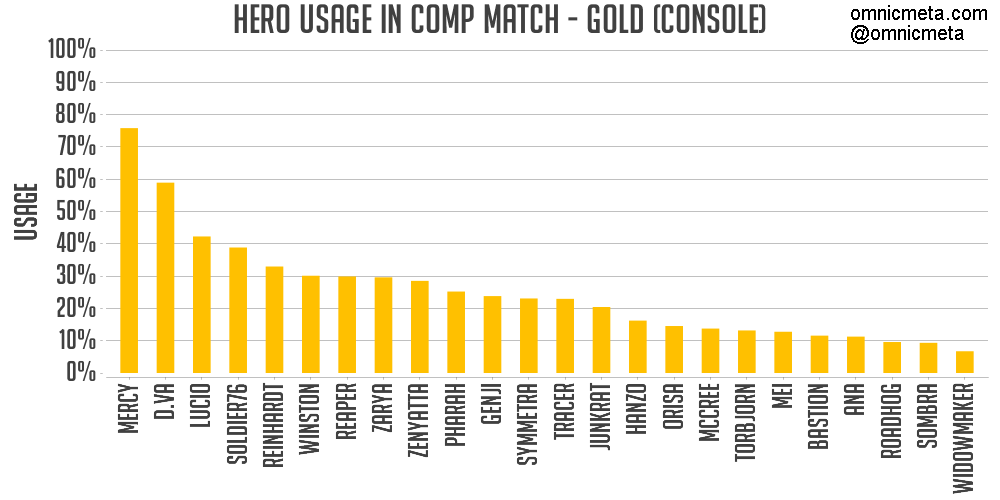 HERO USAGE IN COMP MATCH - GOLD (CONSOLE)
omnicmeta.com
@omnicmeta
100%
90%
80%
70%
60%
50%
40%
30%
20%
10%
0%
USAGE
MERCY
D.VA
LUCIO
SOLDIER76
REINHARDT
WINSTON
REAPER
ZARYA
ZENYATTA
PHARAH
GENJI
SYMMETRA
TRACER
JUNKRAT
HANZO
ORISA
MCREE
TORBJORN
MEI
BASTION
ANA
ROADHOG
SOMBRA
WIDOWMAKER